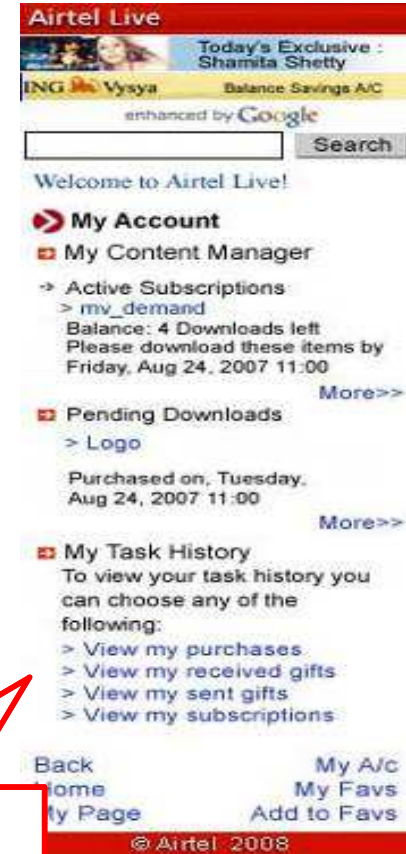 Airtel Live
Today's Exclusive :
Shamita Shetty
ING Vysya Balance Savings A/C
enhanced by Google
Search
Welcome to Airtel Live!
My Account
My Content Manager
Active Subscriptions
> mv_demand
Balance: 4 Downloads left
Please download these items by
Friday, Aug 24, 2007 11:00
More>>
Pending Downloads
> Logo
Purchased on, Tuesday,
Aug 24, 2007 11:00
More>>
My Task History
To view your task history you
can choose any of the
following:
> View my purchases
> View my received gifts
> View my sent gifts
> View my subscriptions
Back My A/c
Home My Favs
My Page Add to Favs
© Airtel 2008